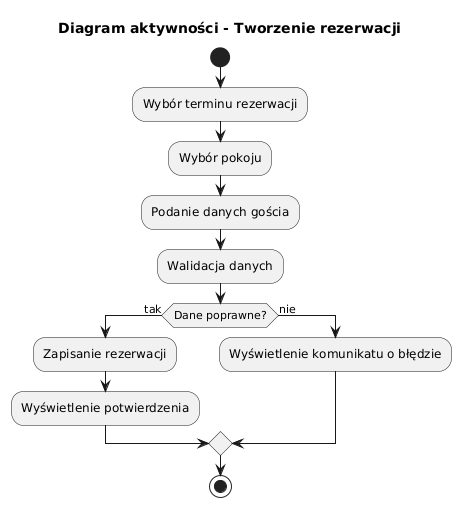 Diagram aktywności - Tworzenie rezerwacji
Wybór terminu rezerwacji
Wybór pokoju
Podanie danych gościa
Walidacja danych
tak
Dane poprawne?
nie
Zapisanie rezerwacji
Wyświetlenie komunikatu o błędzie
Wyświetlenie potwierdzenia